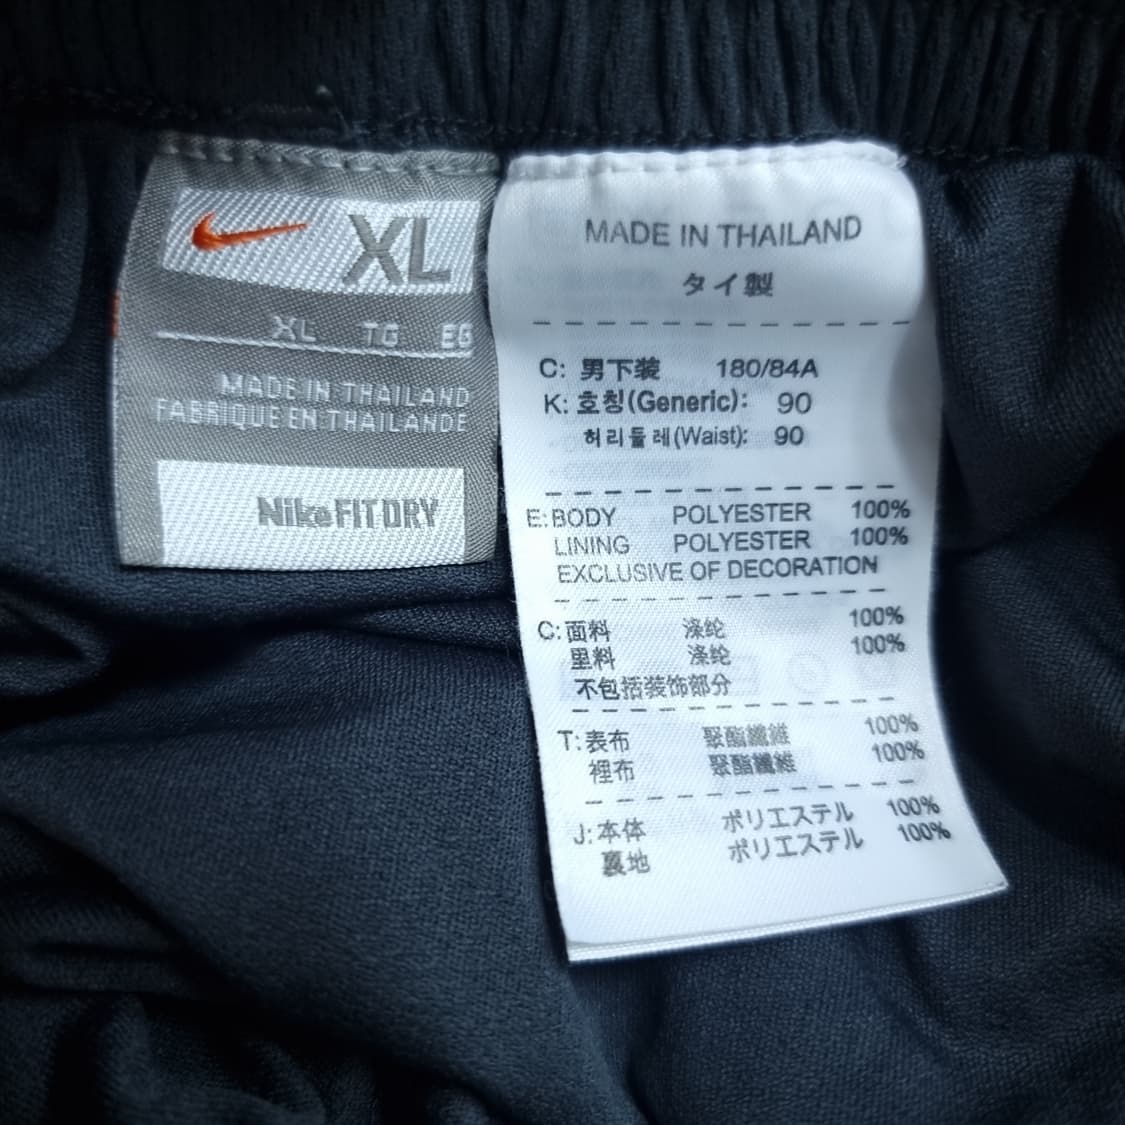 XL
XL TG EG
MADE IN THAILAND
FABRIQUE EN THAILANDE
Nike FIT DRY
MADE IN THAILAND
タイ製
C: 男下装 180/84A
K: 호칭(Generic): 90
허리둘레(Waist): 90
E: BODY POLYESTER 100%
LINING POLYESTER 100%
EXCLUSIVE OF DECORATION
C: 面料 涤纶 100%
里料 涤纶 100%
不包括装饰部分
T: 表布 聚酯纖維 100%
裡布 聚酯纖維 100%
J: 本体 ポリエステル 100%
裏地 ポリエステル 100%